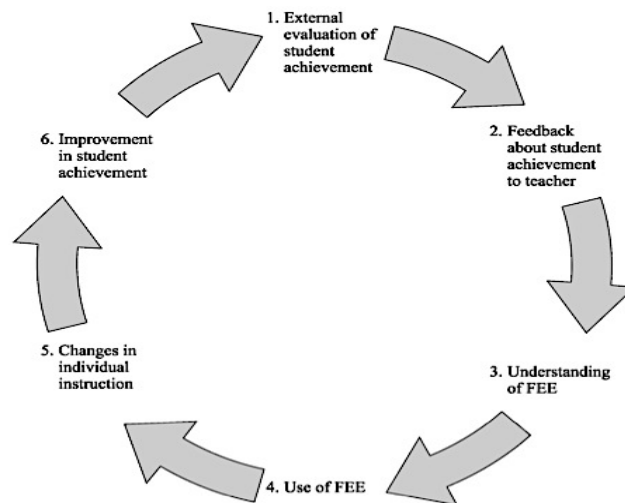 1. External
evaluation of
student
achievement
2. Feedback
about student
achievement
to teacher
3. Understanding
of FEE
4. Use of FEE
5. Changes in
individual
instruction
6. Improvement
in student
achievement